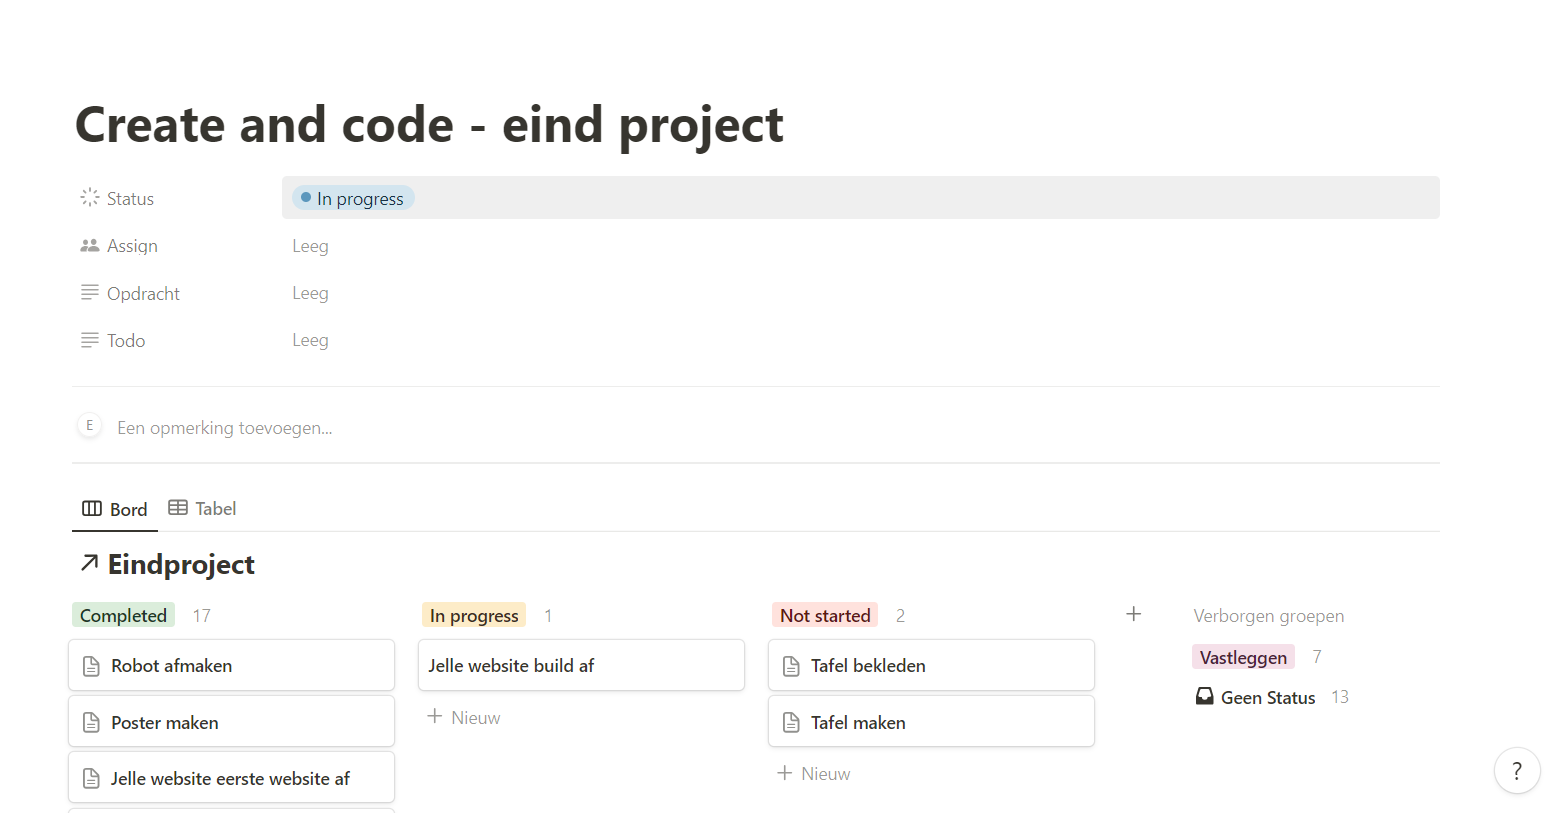 Create and code - eind project
Status In progress
Assign Leeg
Opdracht Leeg
Todo Leeg
E Een opmerking toevoegen...
Bord Tabel
Eindproject
Completed 17 In progress 1 Not started 2 Verborgen groepen
Robot afmaken Jelle website build af Tafel bekleden Vastleggen 7
Geen Status 13
Poster maken Nieuw Tafel maken
Jelle website eerste website af Nieuw
?